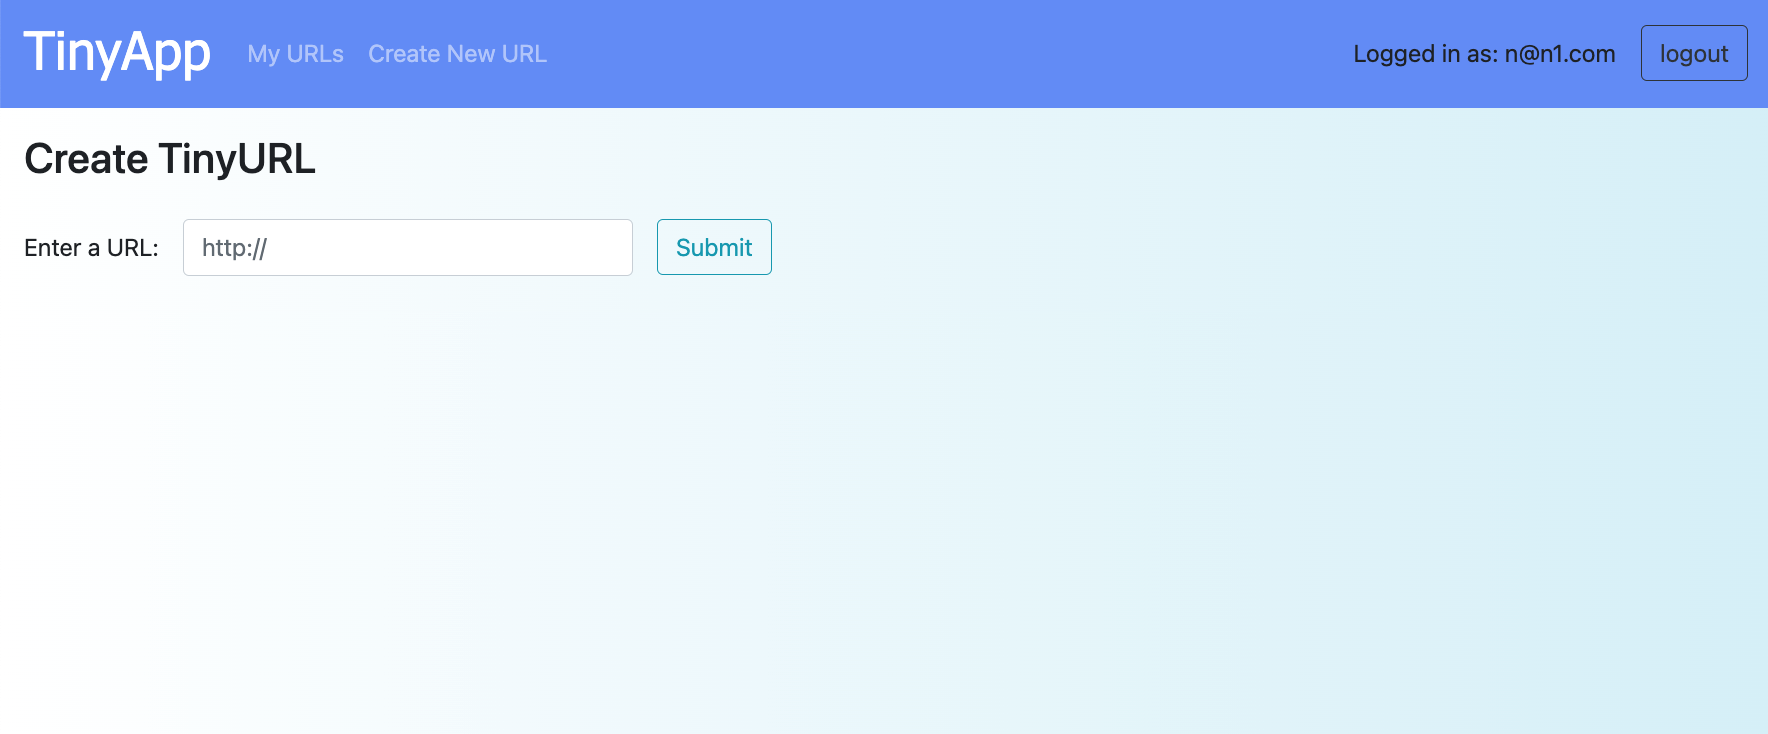 TinyApp My URLs Create New URL Logged in as: n@n1.com logout
Create TinyURL
Enter a URL: http:// Submit